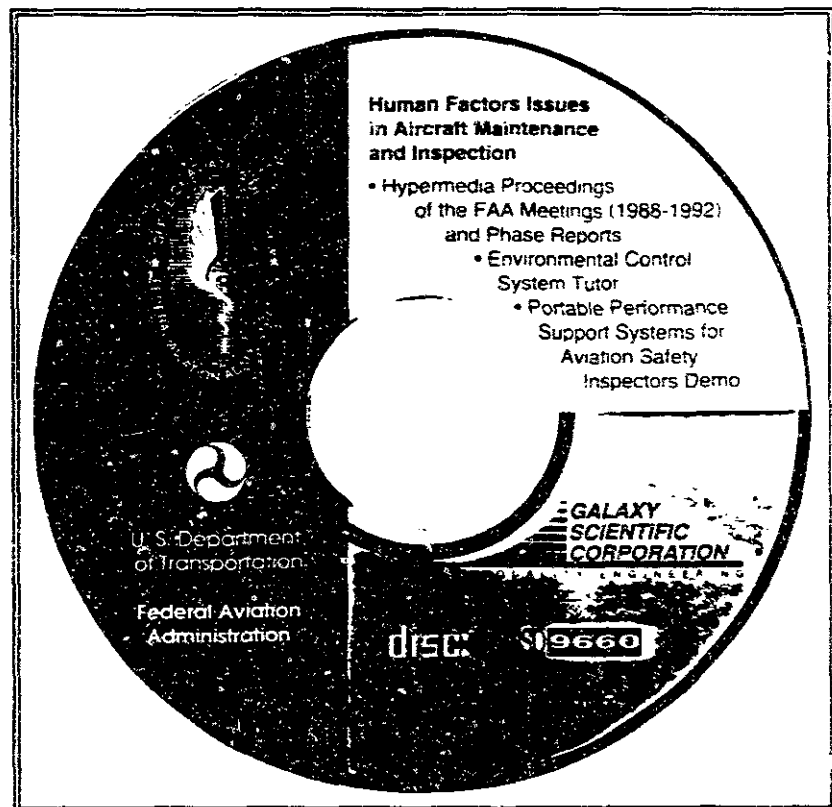 Human Factors Issues
in Aircraft Maintenance
and Inspection
• Hypermedia Proceedings
of the FAA Meetings (1988-1992)
and Phase Reports
• Environmental Control
System Tutor
• Portable Performance
Support Systems for
Aviation Safety
Inspectors Demo
U.S. Department
of Transportation
Federal Aviation
Administration
GALAXY
SCIENTIFIC
CORPORATION
QUALITY ENGINEERING
disc:
9660